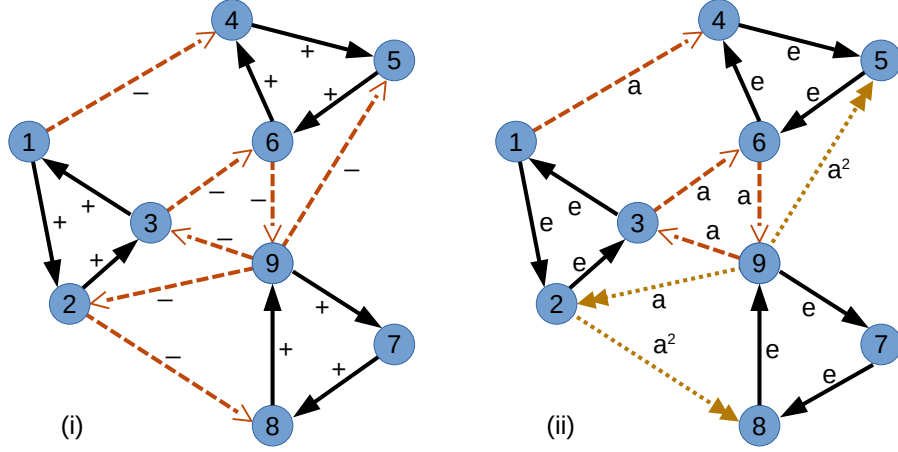 4
+
5
–
+
+
1
6
–
+
+
–
3
–
+
–
9
2
–
+
–
+
7
+
8
(i)
4
e
5
a
e
e
1
6
a²
e
e
a
a
3
a
e
9
2
a
e
a²
e
7
e
8
(ii)